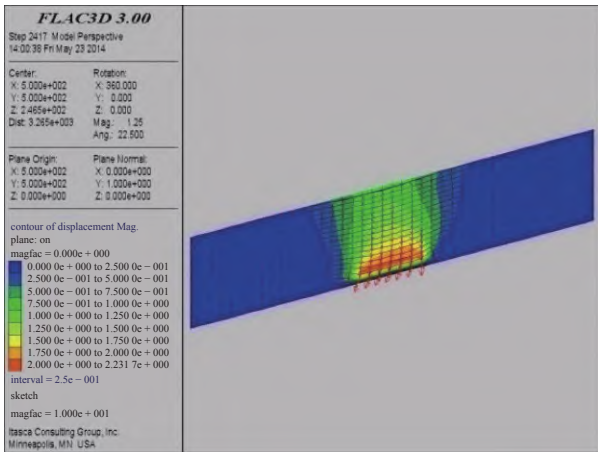 FLAC3D 3.00
Step 2417 Model Perspective
14:00:38 Fri May 23 2014
Center: Rotation:
X: 5.000e+002 X: 360.000
Y: 5.000e+002 Y: 0.000
Z: 2.465e+002 Z: 0.000
Dist: 3.265e+003 Mag.: 1.25
Ang.: 22.500
Plane Origin: Plane Normal:
X: 5.000e+002 X: 0.000e+000
Y: 5.000e+002 Y: 1.000e+000
Z: 0.000e+000 Z: 0.000e+000
contour of displacement Mag.
plane: on
magfac = 0.000e + 000
0.000 0e + 000 to 2.500 0e − 001
2.500 0e − 001 to 5.000 0e − 001
5.000 0e − 001 to 7.500 0e − 001
7.500 0e − 001 to 1.000 0e + 000
1.000 0e + 000 to 1.250 0e + 000
1.250 0e + 000 to 1.500 0e + 000
1.500 0e + 000 to 1.750 0e + 000
1.750 0e + 000 to 2.000 0e + 000
2.000 0e + 000 to 2.231 7e + 000
interval = 2.5e − 001
sketch
magfac = 1.000e + 001
Itasca Consulting Group, Inc.
Minneapolis, MN USA